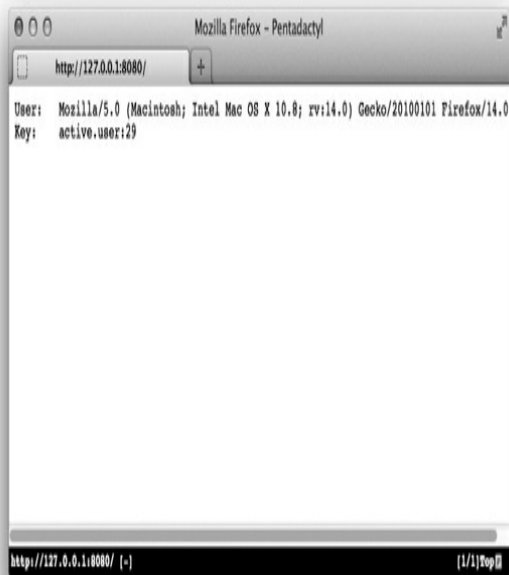 Mozilla Firefox - Pentadactyl
http://127.0.0.1:8080/ +
User: Mozilla/5.0 (Macintosh; Intel Mac OS X 10.8; rv:14.0) Gecko/20100101 Firefox/14.0
Key: active.user:29
http://127.0.0.1:8080/ [-] [1/1]Top